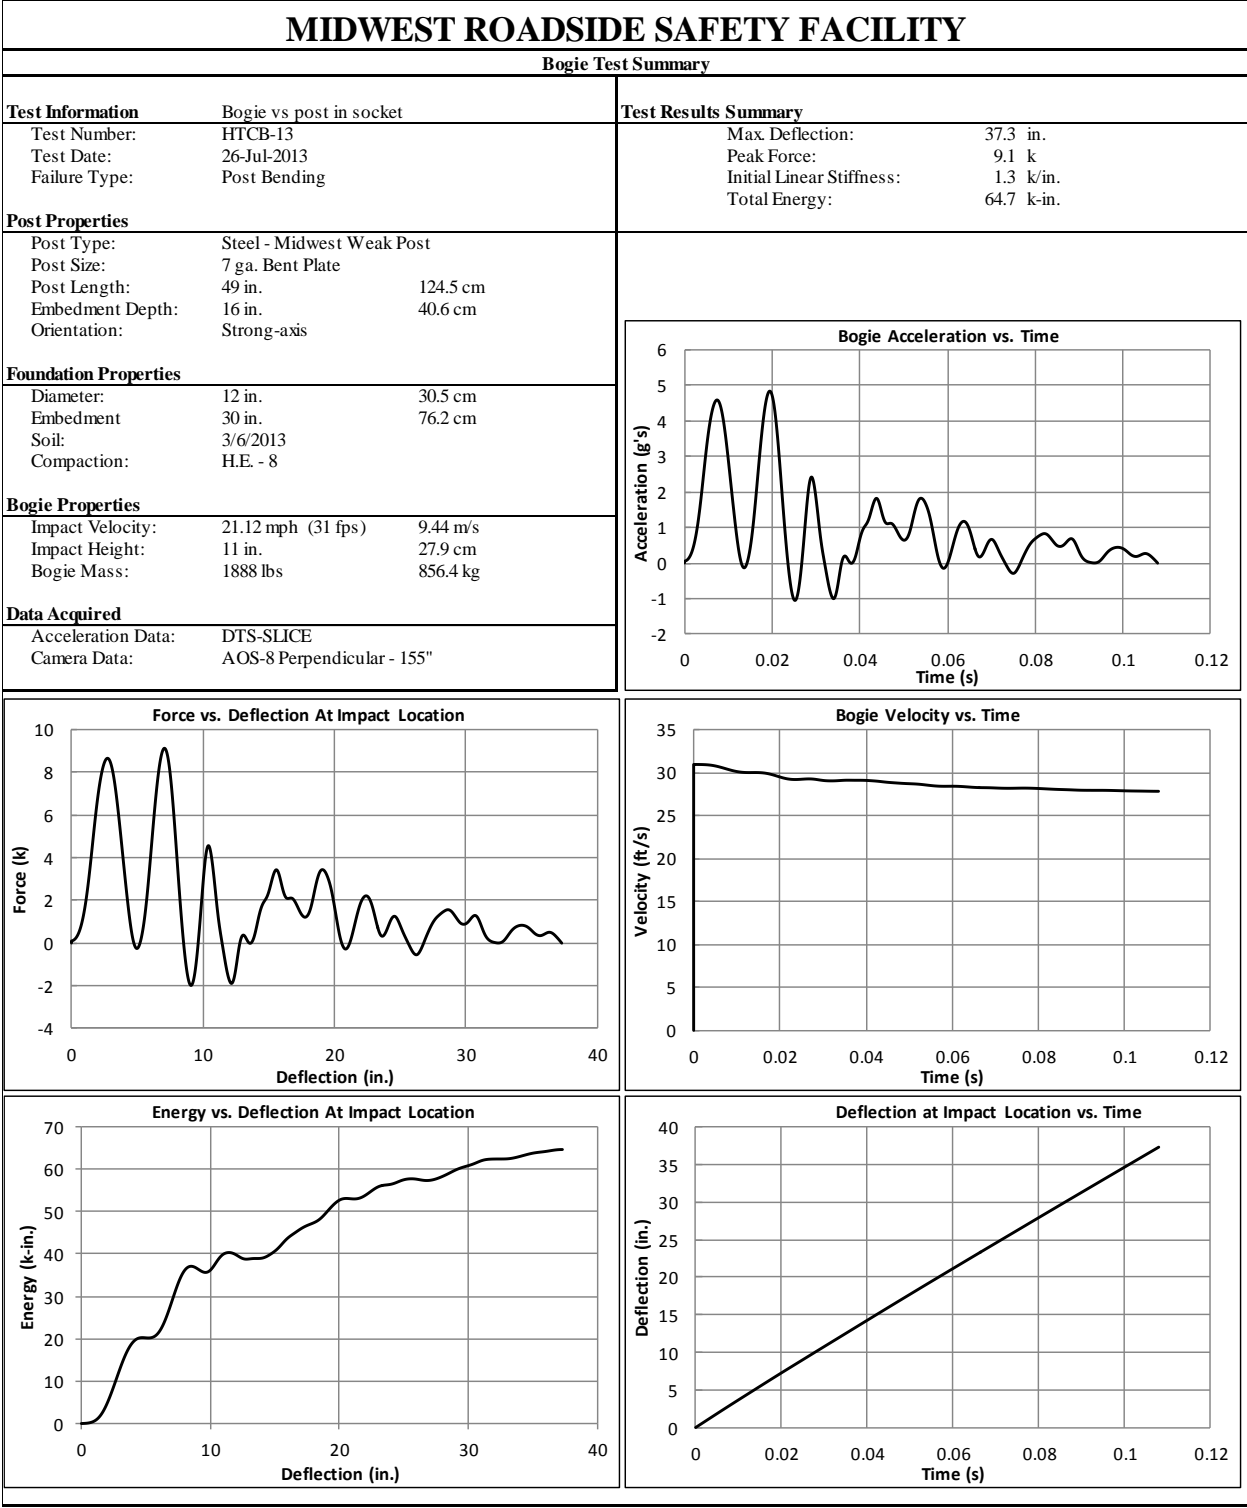 MIDWEST ROADSIDE SAFETY FACILITY
Bogie Test Summary
Test Information Bogie vs post in socket
Test Number: HTCB-13
Test Date: 26-Jul-2013
Failure Type: Post Bending
Post Properties
Post Type: Steel - Midwest Weak Post
Post Size: 7 ga. Bent Plate
Post Length: 49 in. 124.5 cm
Embedment Depth: 16 in. 40.6 cm
Orientation: Strong-axis
Foundation Properties
Diameter: 12 in. 30.5 cm
Embedment 30 in. 76.2 cm
Soil: 3/6/2013
Compaction: H.E. - 8
Bogie Properties
Impact Velocity: 21.12 mph (31 fps) 9.44 m/s
Impact Height: 11 in. 27.9 cm
Bogie Mass: 1888 lbs 856.4 kg
Data Acquired
Acceleration Data: DTS-SLICE
Camera Data: AOS-8 Perpendicular - 155"
Test Results Summary
Max. Deflection: 37.3 in.
Peak Force: 9.1 k
Initial Linear Stiffness: 1.3 k/in.
Total Energy: 64.7 k-in.
Bogie Acceleration vs. Time
Acceleration (g's)
6
5
4
3
2
1
0
-1
-2
0 0.02 0.04 0.06 0.08 0.1 0.12
Time (s)
Force vs. Deflection At Impact Location
Force (k)
10
8
6
4
2
0
-2
-4
0 10 20 30 40
Deflection (in.)
Bogie Velocity vs. Time
Velocity (ft/s)
35
30
25
20
15
10
5
0
0 0.02 0.04 0.06 0.08 0.1 0.12
Time (s)
Energy vs. Deflection At Impact Location
Energy (k-in.)
70
60
50
40
30
20
10
0
0 10 20 30 40
Deflection (in.)
Deflection at Impact Location vs. Time
Deflection (in.)
40
35
30
25
20
15
10
5
0
0 0.02 0.04 0.06 0.08 0.1 0.12
Time (s)